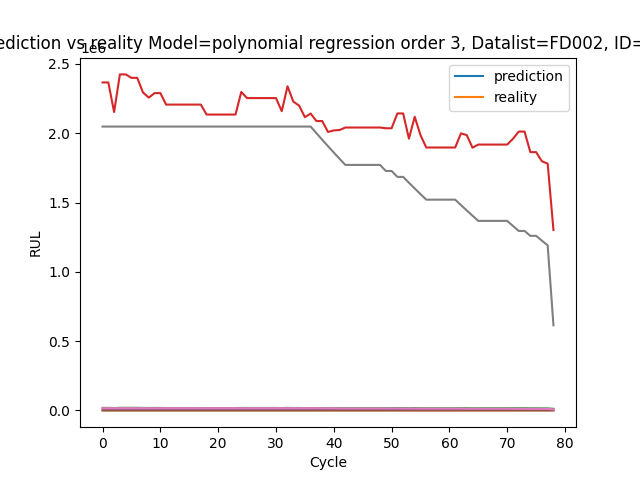 ediction vs reality Model=polynomial regression order 3, Datalist=FD002, ID=
1e6
prediction
reality
2.5
2.0
1.5
1.0
0.5
0.0
RUL
0 10 20 30 40 50 60 70 80
Cycle